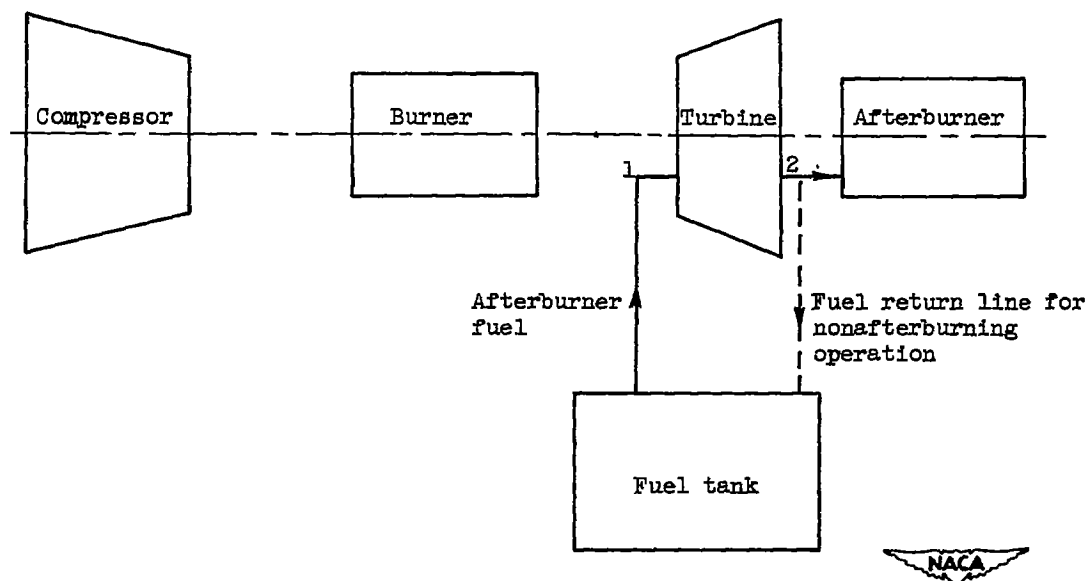 Compressor
Burner
Turbine
Afterburner
1
2
Afterburner
fuel
Fuel return line for
nonafterburning
operation
Fuel tank
NACA